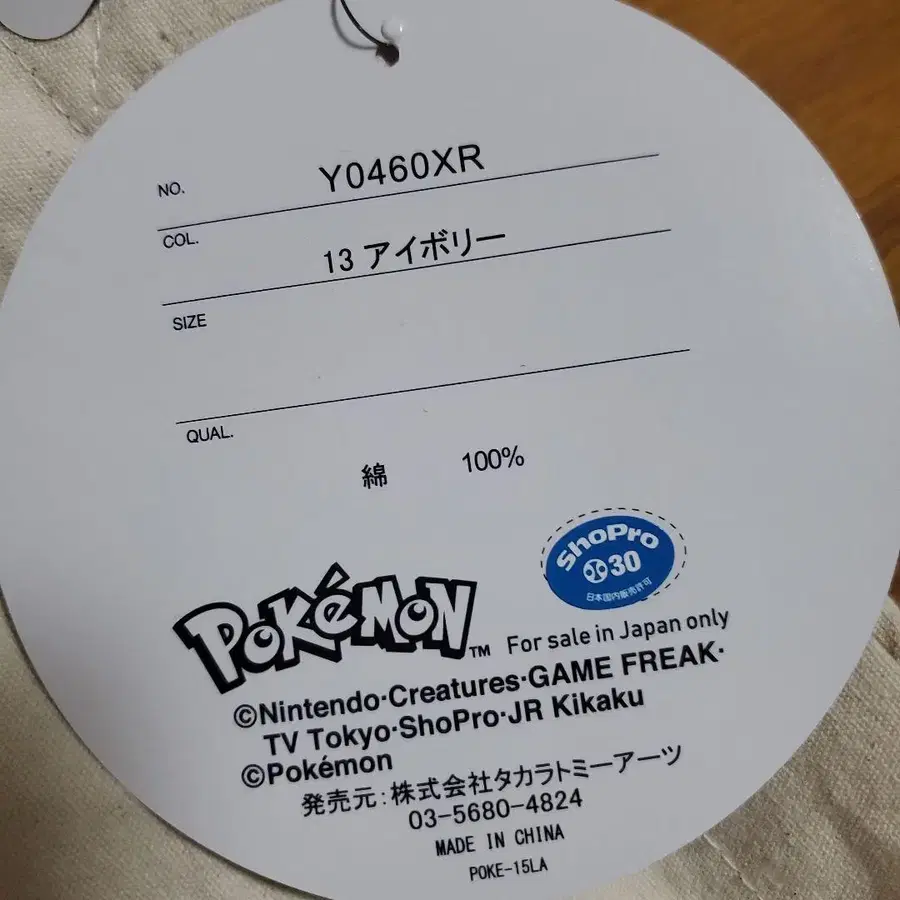 NO. Y0460XR
COL. 13 アイボリー
SIZE
QUAL.
綿 100%
ShoPro
30
日本国内販売許可
POKéMON™ For sale in Japan only
©Nintendo·Creatures·GAME FREAK·
TV Tokyo·ShoPro·JR Kikaku
©Pokémon
発売元:株式会社タカラトミーアーツ
03-5680-4824
MADE IN CHINA
POKE-15LA